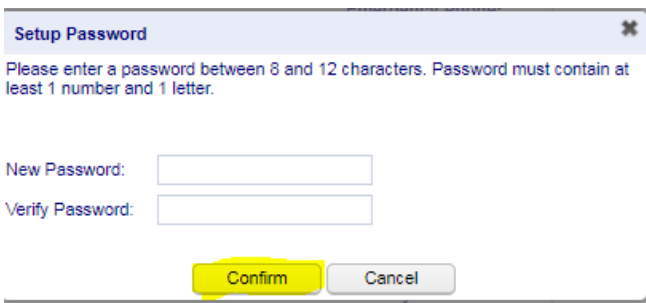 Setup Password
Please enter a password between 8 and 12 characters. Password must contain at
least 1 number and 1 letter.
New Password:
Verify Password:
Confirm Cancel